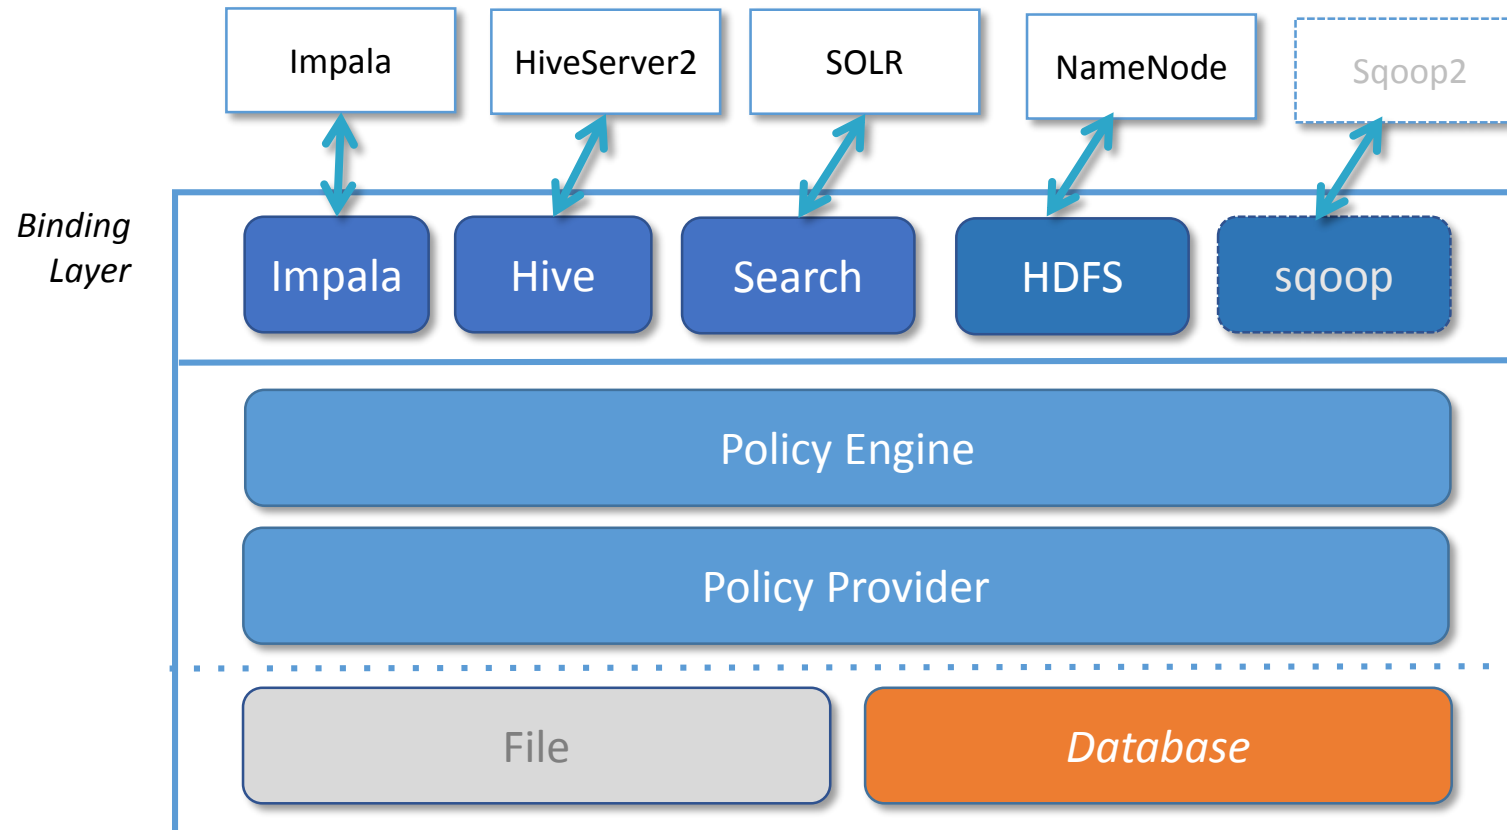 Impala
HiveServer2
SOLR
NameNode
Sqoop2
Binding
Layer
Impala
Hive
Search
HDFS
sqoop
Policy Engine
Policy Provider
File
Database